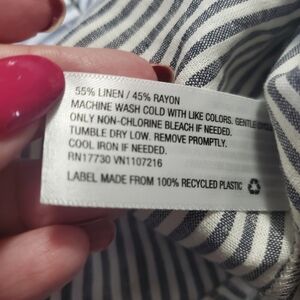 55% LINEN / 45% RAYON
MACHINE WASH COLD WITH LIKE COLORS. GENTLE CYCLE
ONLY NON-CHLORINE BLEACH IF NEEDED.
TUMBLE DRY LOW. REMOVE PROMPTLY.
COOL IRON IF NEEDED.
RN17730 VN1107216
LABEL MADE FROM 100% RECYCLED PLASTIC